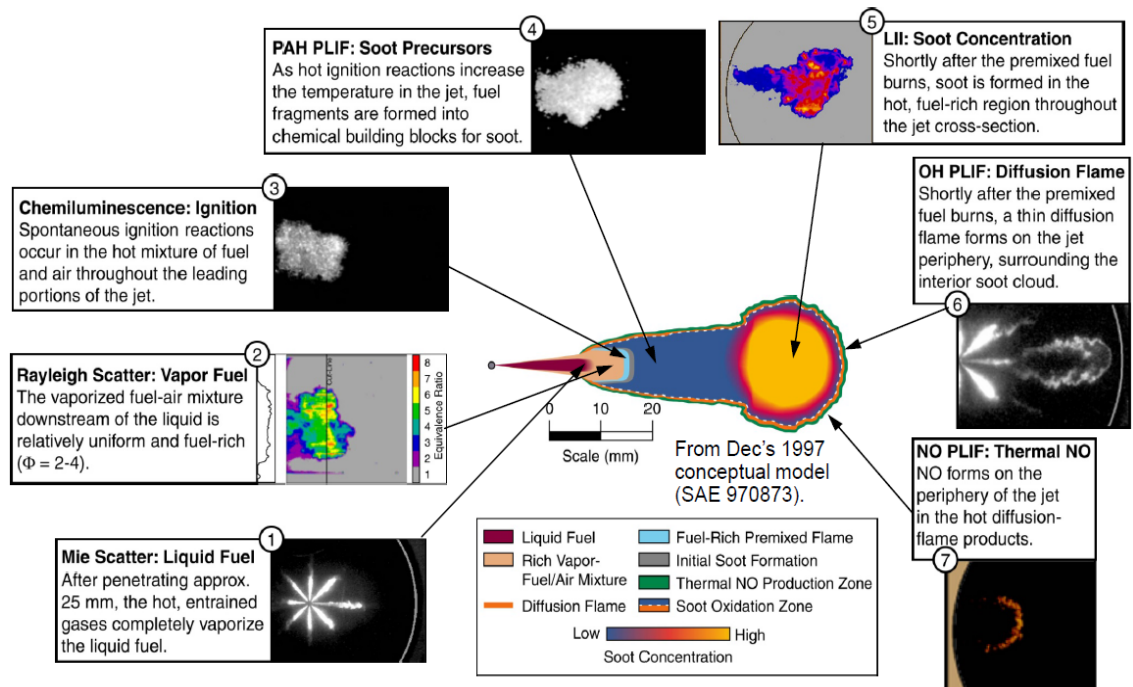 4
PAH PLIF: Soot Precursors
As hot ignition reactions increase
the temperature in the jet, fuel
fragments are formed into
chemical building blocks for soot.
5
LII: Soot Concentration
Shortly after the premixed fuel
burns, soot is formed in the
hot, fuel-rich region throughout
the jet cross-section.
3
Chemiluminescence: Ignition
Spontaneous ignition reactions
occur in the hot mixture of fuel
and air throughout the leading
portions of the jet.
OH PLIF: Diffusion Flame
Shortly after the premixed
fuel burns, a thin diffusion
flame forms on the jet
periphery, surrounding the
interior soot cloud.
6
2
Rayleigh Scatter: Vapor Fuel
The vaporized fuel-air mixture
downstream of the liquid is
relatively uniform and fuel-rich
(Φ = 2-4).
8
7
6
5
4
3
2
1
Equivalence Ratio
0 10 20
Scale (mm)
From Dec's 1997
conceptual model
(SAE 970873).
NO PLIF: Thermal NO
NO forms on the
periphery of the jet
in the hot diffusion-
flame products.
7
1
Mie Scatter: Liquid Fuel
After penetrating approx.
25 mm, the hot, entrained
gases completely vaporize
the liquid fuel.
Liquid Fuel
Rich Vapor-
Fuel/Air Mixture
Diffusion Flame
Fuel-Rich Premixed Flame
Initial Soot Formation
Thermal NO Production Zone
Soot Oxidation Zone
Low High
Soot Concentration